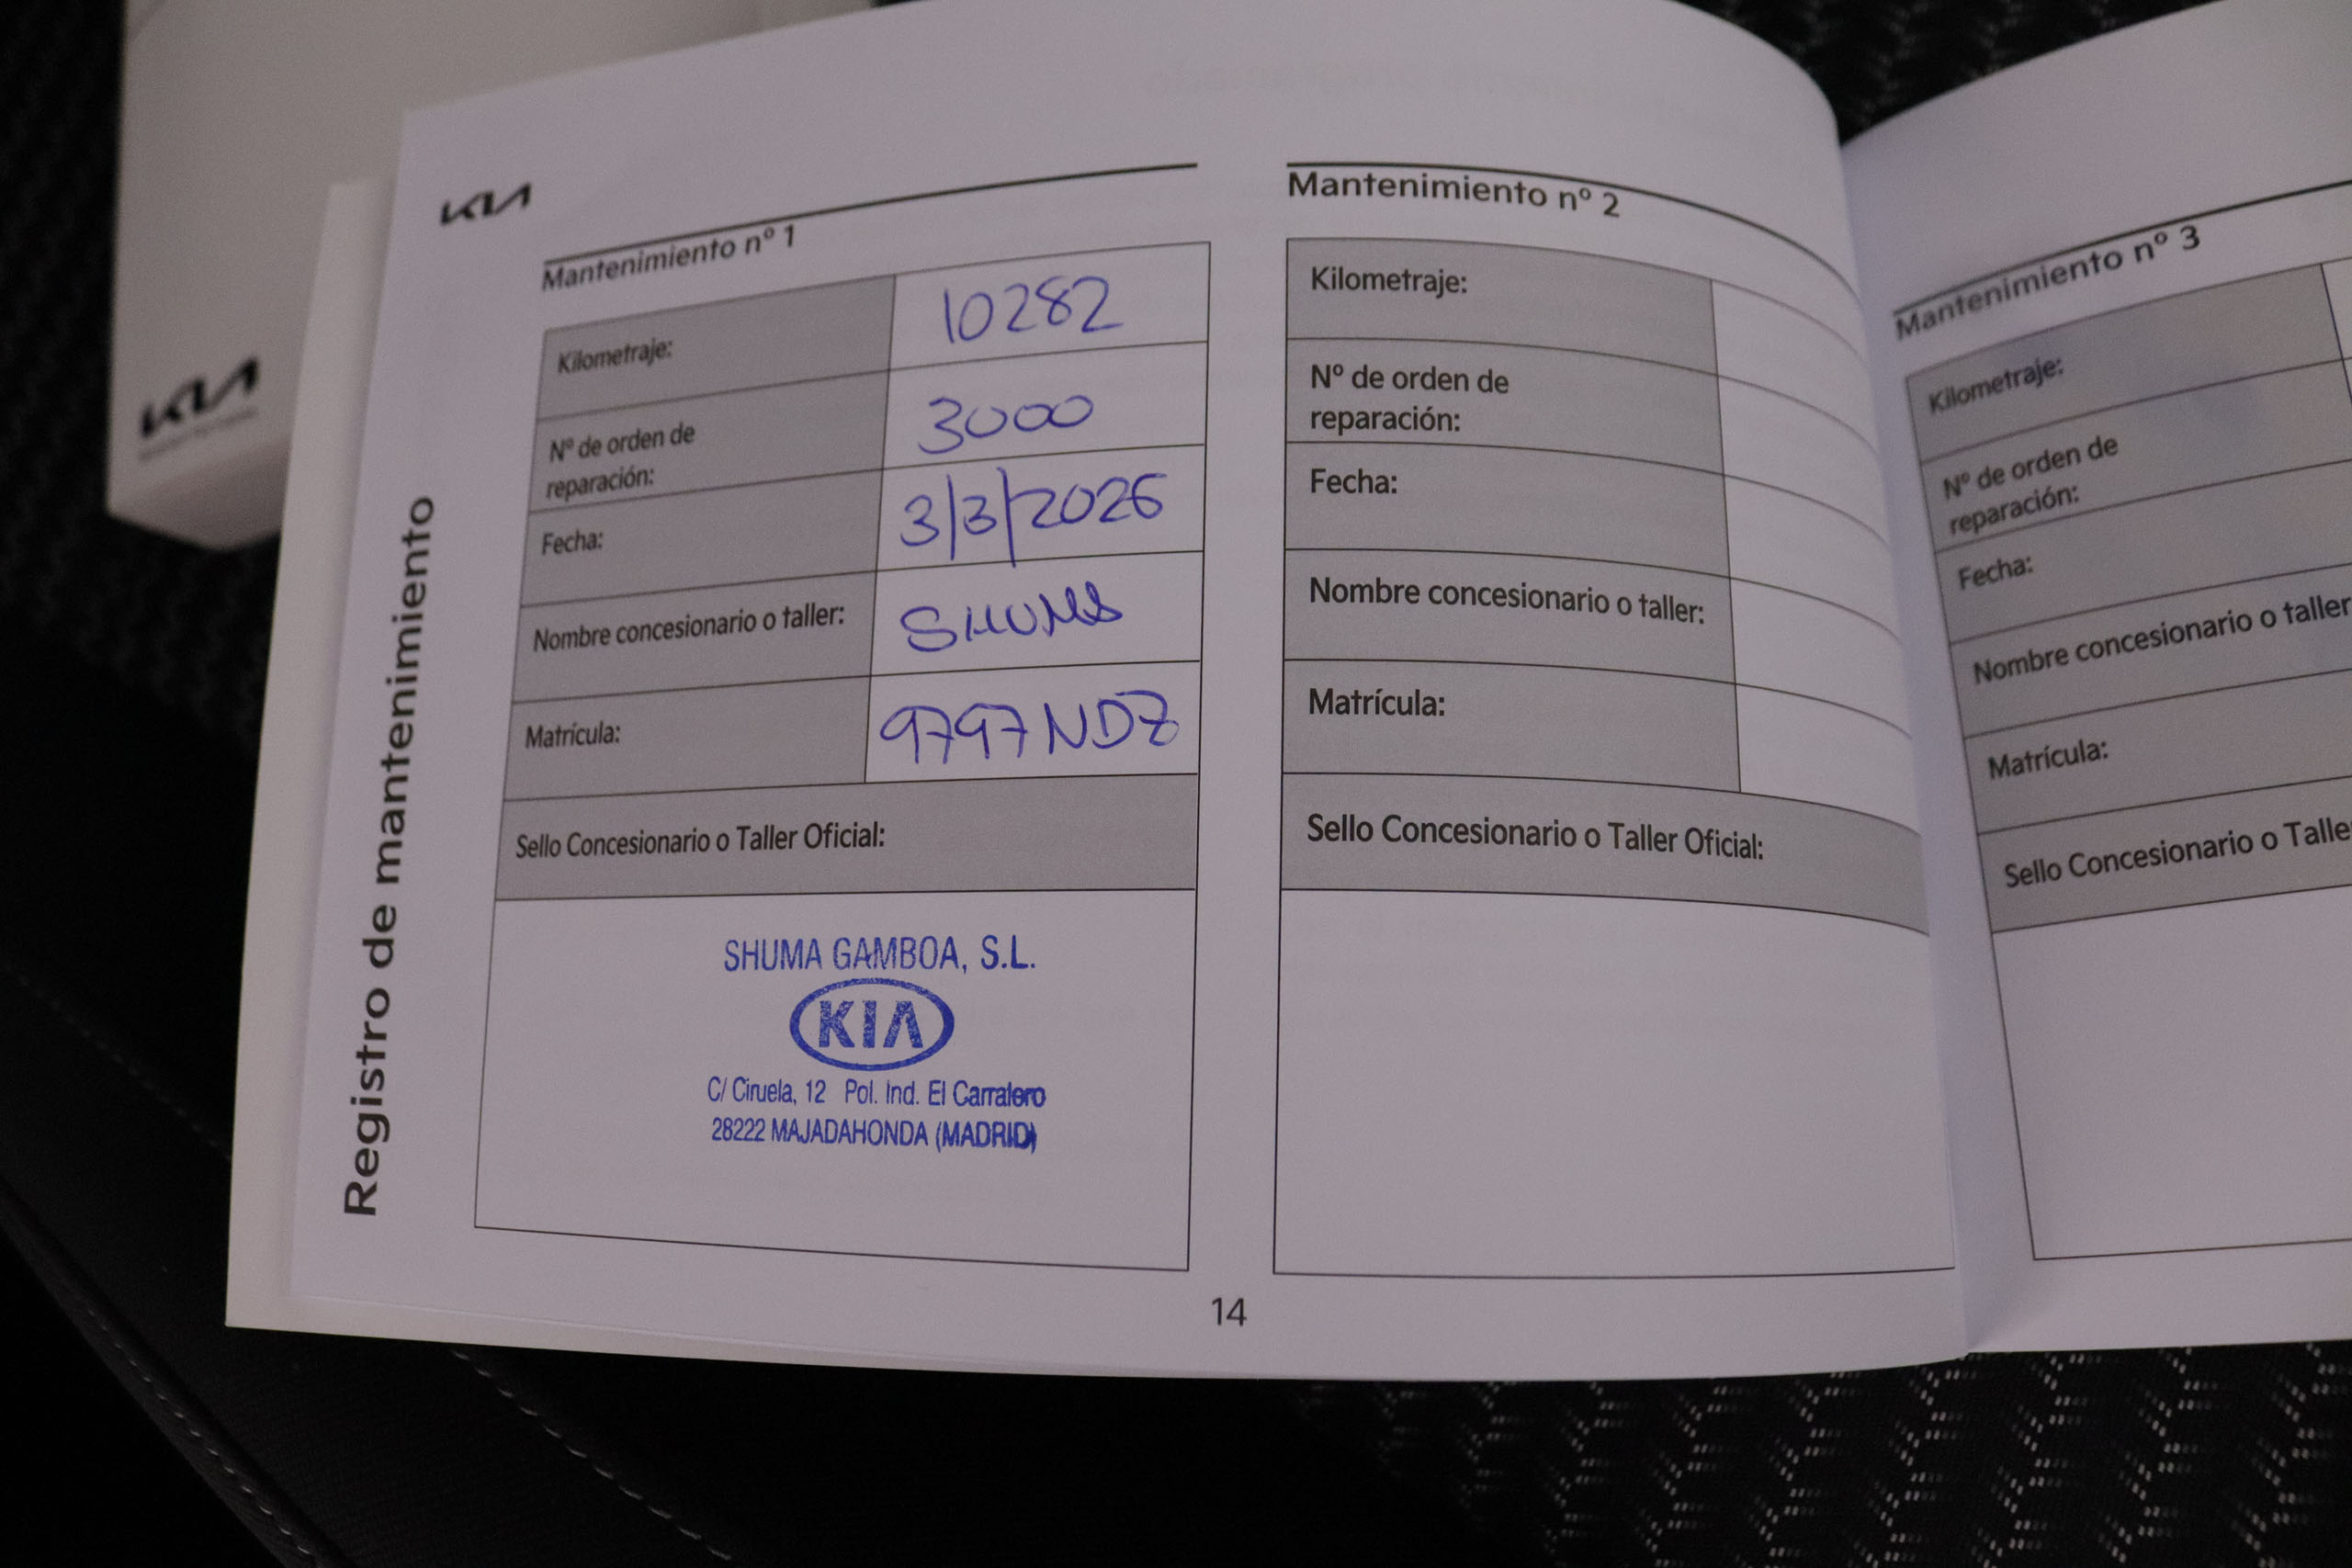 KIA
KIA
Registro de mantenimiento
Mantenimiento nº 1
Kilometraje: 10282
Nº de orden de
reparación: 3000
Fecha: 3/3/2026
Nombre concesionario o taller: SHUMA
Matrícula: 9797NDZ
Sello Concesionario o Taller Oficial:
SHUMA GAMBOA, S.L.
KIA
C/ Ciruela, 12 Pol. Ind. El Carralero
28222 MAJADAHONDA (MADRID)
Mantenimiento nº 2
Kilometraje:
Nº de orden de
reparación:
Fecha:
Nombre concesionario o taller:
Matrícula:
Sello Concesionario o Taller Oficial:
14
Mantenimiento nº 3
Kilometraje:
Nº de orden de
reparación:
Fecha:
Nombre concesionario o taller
Matrícula:
Sello Concesionario o Talle